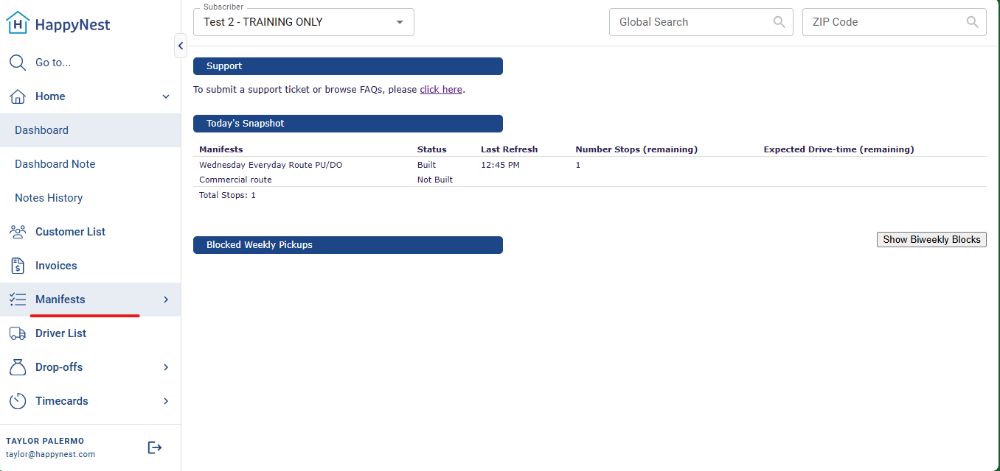 HappyNest
Go to...
Home
Dashboard
Dashboard Note
Notes History
Customer List
Invoices
Manifests
Driver List
Drop-offs
Timecards
TAYLOR PALERMO
taylor@happynest.com
Subscriber
Test 2 - TRAINING ONLY
Global Search
ZIP Code
Support
To submit a support ticket or browse FAQs, please click here.
Today's Snapshot
Manifests Status Last Refresh Number Stops (remaining) Expected Drive-time (remaining)
Wednesday Everyday Route PU/DO Built 12:45 PM 1
Commercial route Not Built
Total Stops: 1
Blocked Weekly Pickups
Show Biweekly Blocks